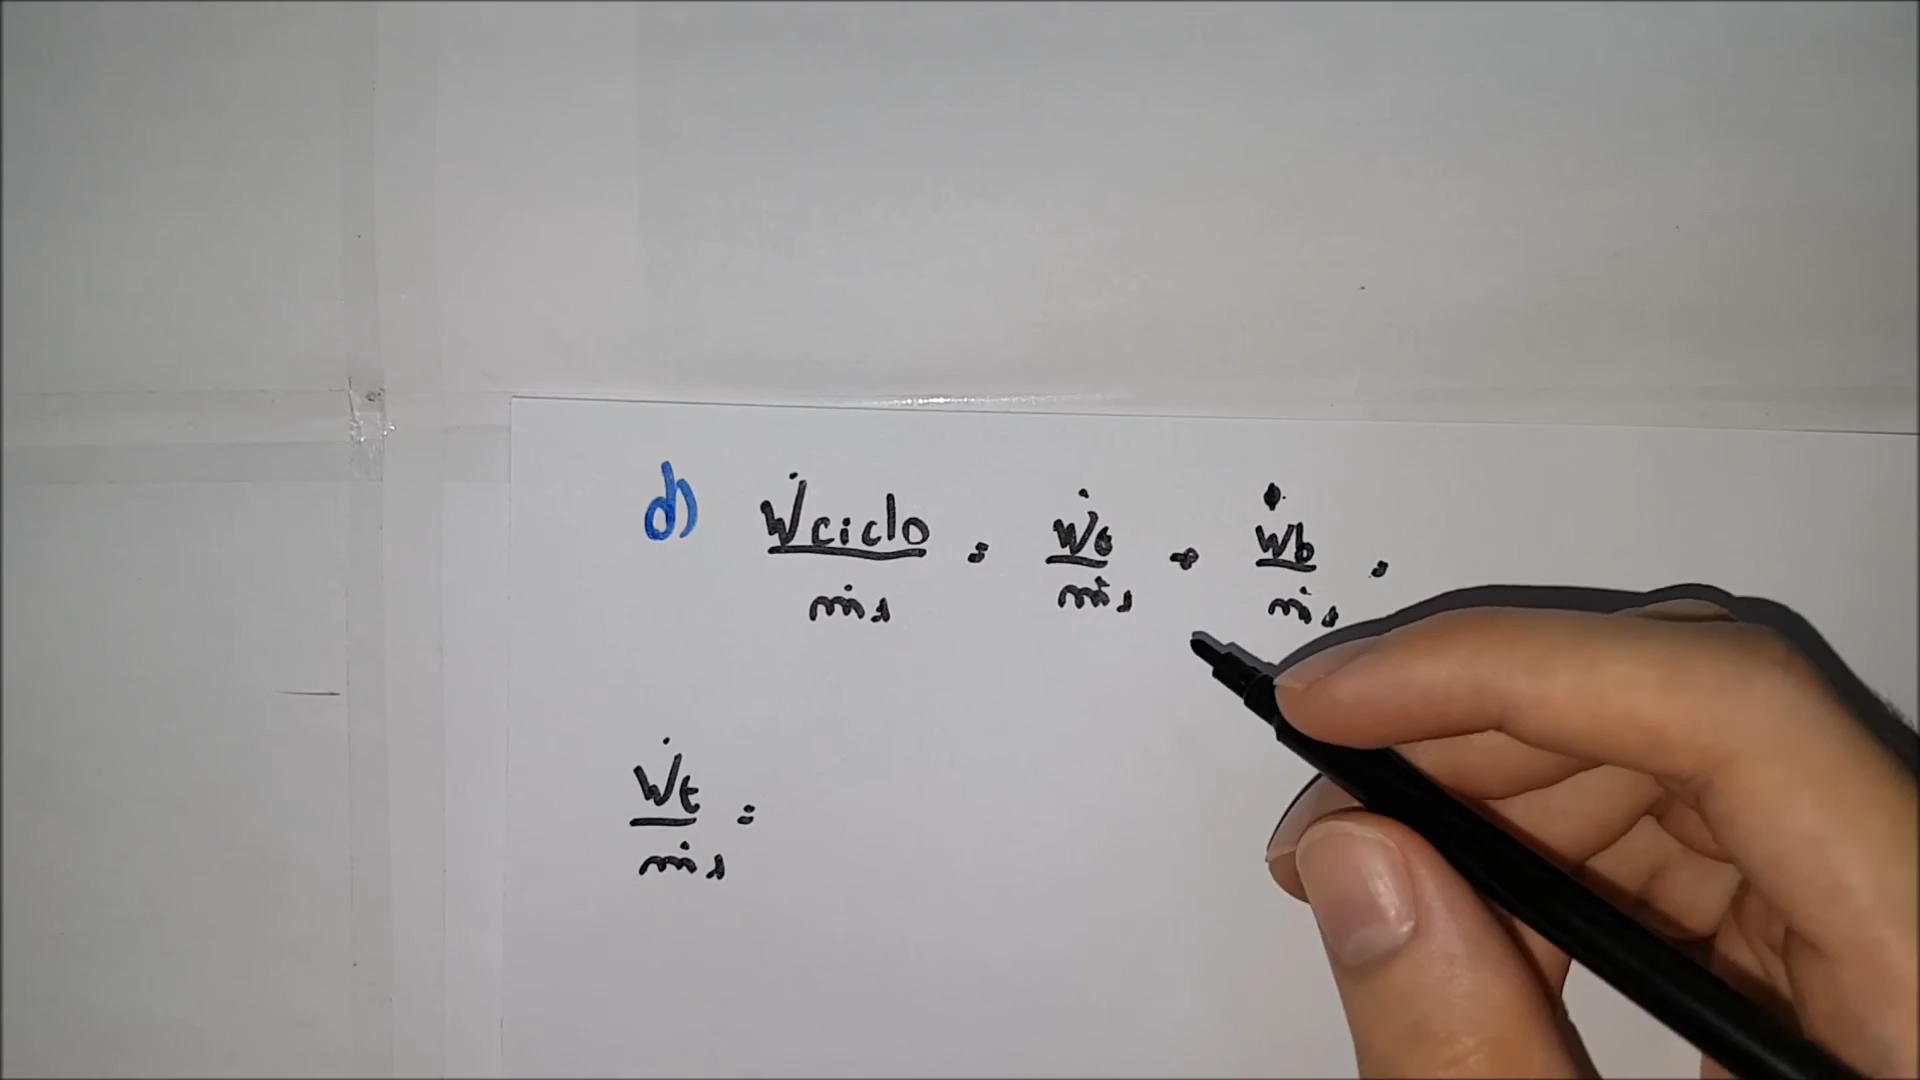 d) Ẇciclo/ṁ₁ = Ẇt/ṁ₁ + Ẇb/ṁ₁ =
Ẇt/ṁ₁ =